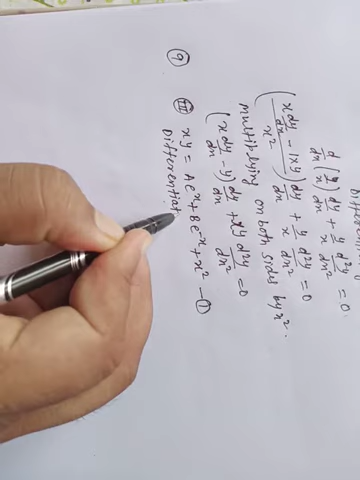 d/dx (y/x) dy/dx + y/x d²y/dx² = 0.
(x dy/dx - 1×y / x²) dy/dx + y/x d²y/dx² = 0
multiplying on both sides by x².
(x dy/dx - y) dy/dx + xy d²y/dx² = 0
⑨
(iii) xy = Ae^x + Be^-x + x² - ①
Differentiat